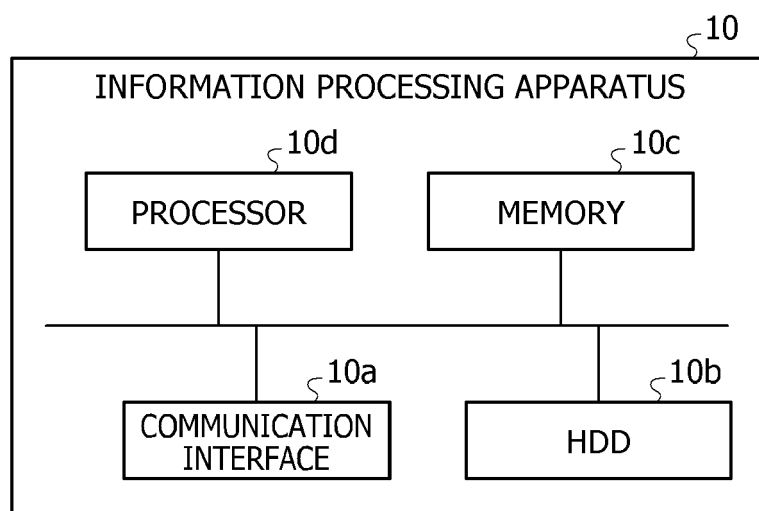 10
INFORMATION PROCESSING APPARATUS
10d
10c
PROCESSOR
MEMORY
10a
10b
COMMUNICATION
INTERFACE
HDD